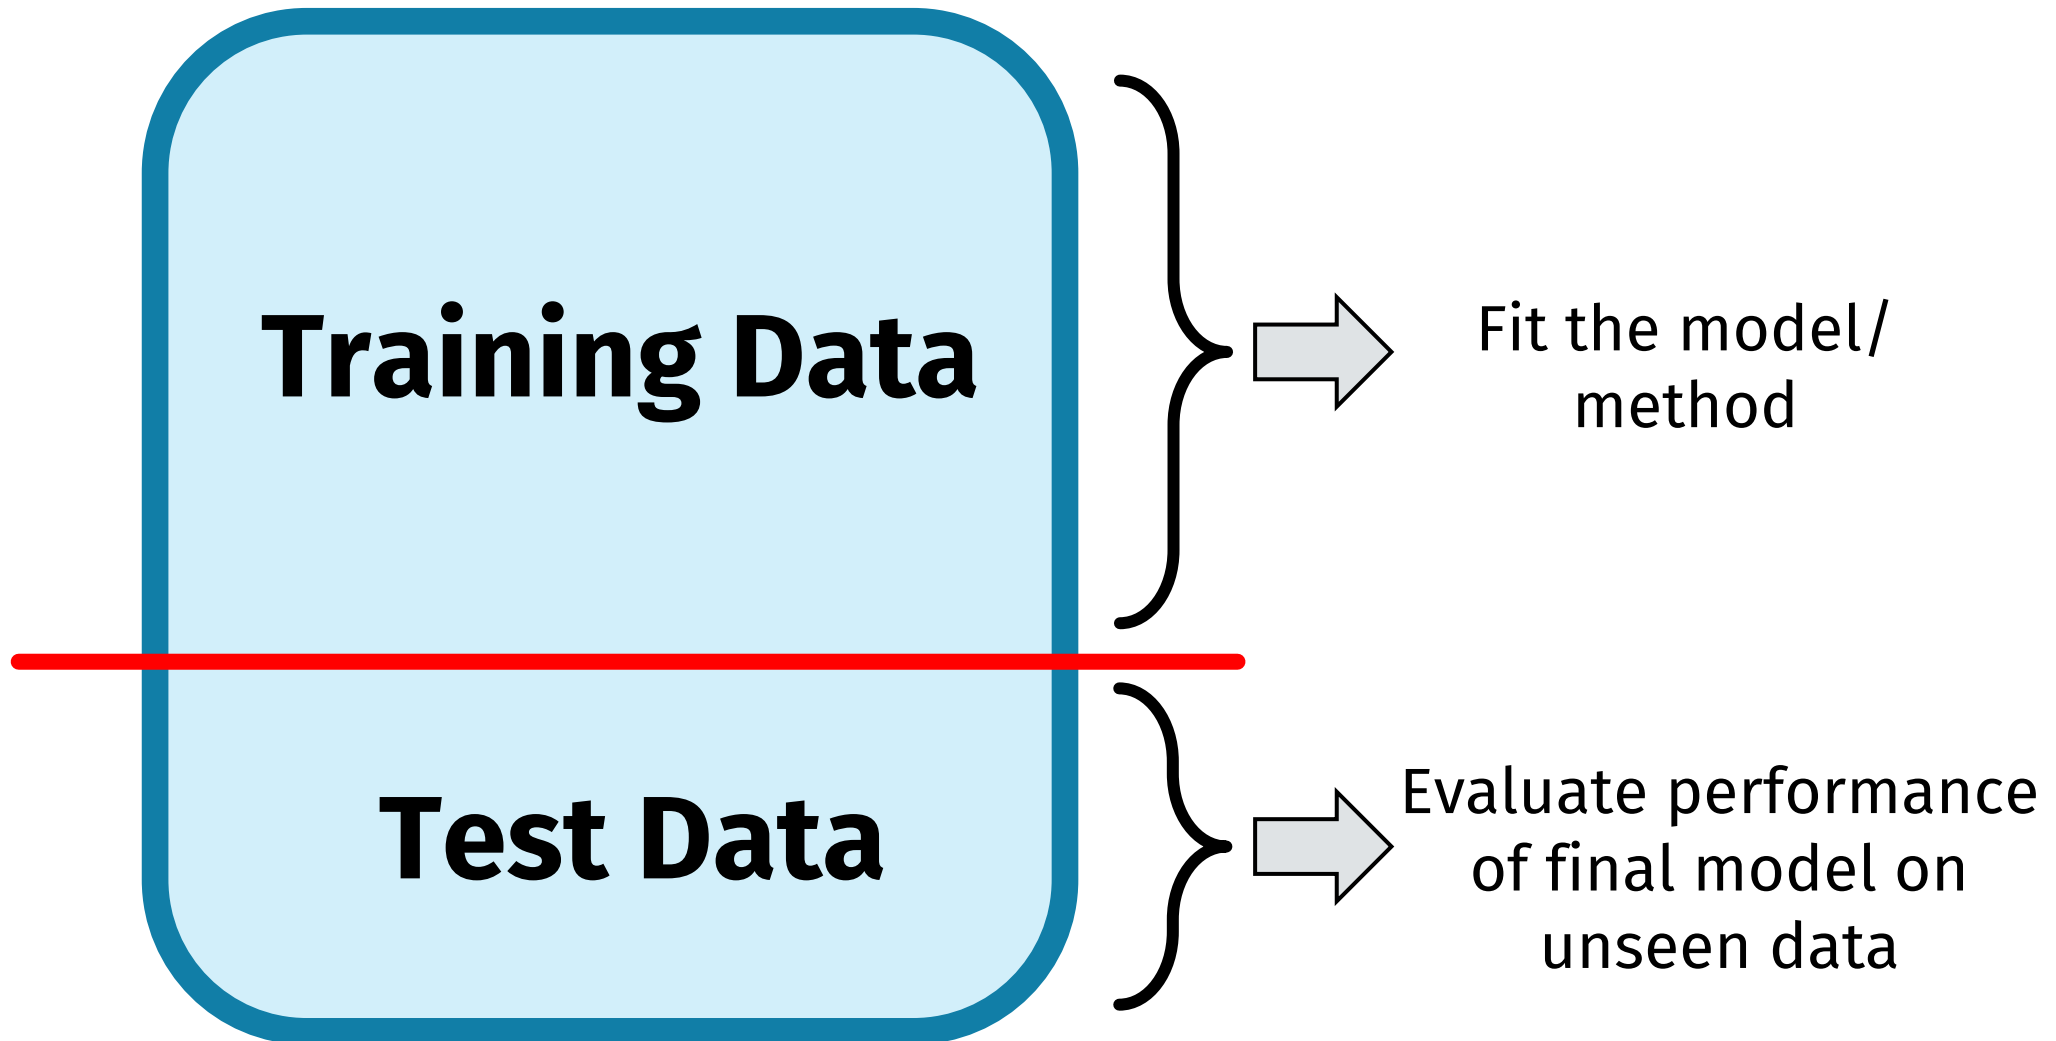 Training Data
Fit the model/
method
Test Data
Evaluate performance
of final model on
unseen data